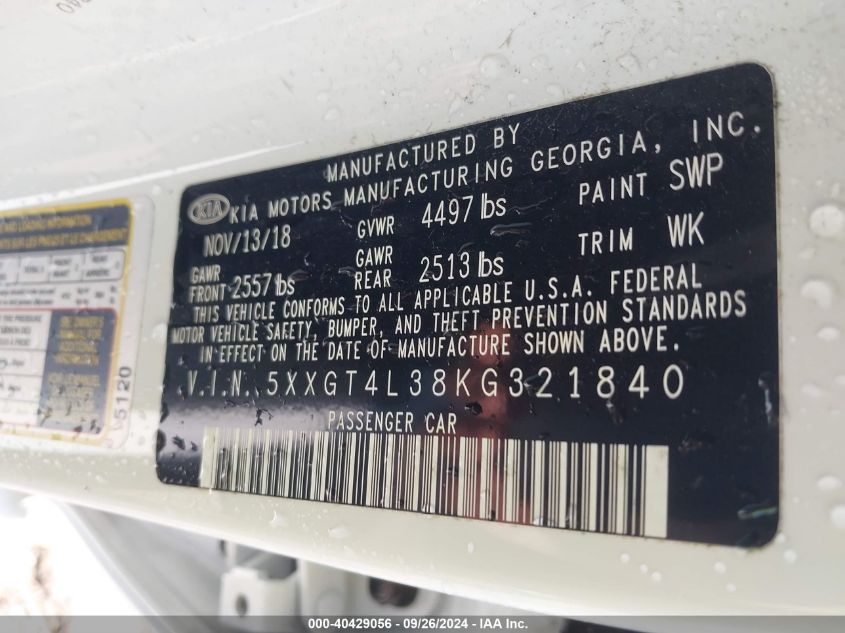 MANUFACTURED BY
KIA KIA MOTORS MANUFACTURING GEORGIA, INC.
NOV/13/18 GVWR 4497 lbs PAINT SWP
GAWR FRONT 2557 lbs GAWR REAR 2513 lbs TRIM WK
THIS VEHICLE CONFORMS TO ALL APPLICABLE U.S.A. FEDERAL
MOTOR VEHICLE SAFETY, BUMPER, AND THEFT PREVENTION STANDARDS
IN EFFECT ON THE DATE OF MANUFACTURE SHOWN ABOVE.
V.I.N. 5XXGT4L38KG321840
PASSENGER CAR
LOADING INFORMATION
5120
000-40429056 - 09/26/2024 - IAA Inc.